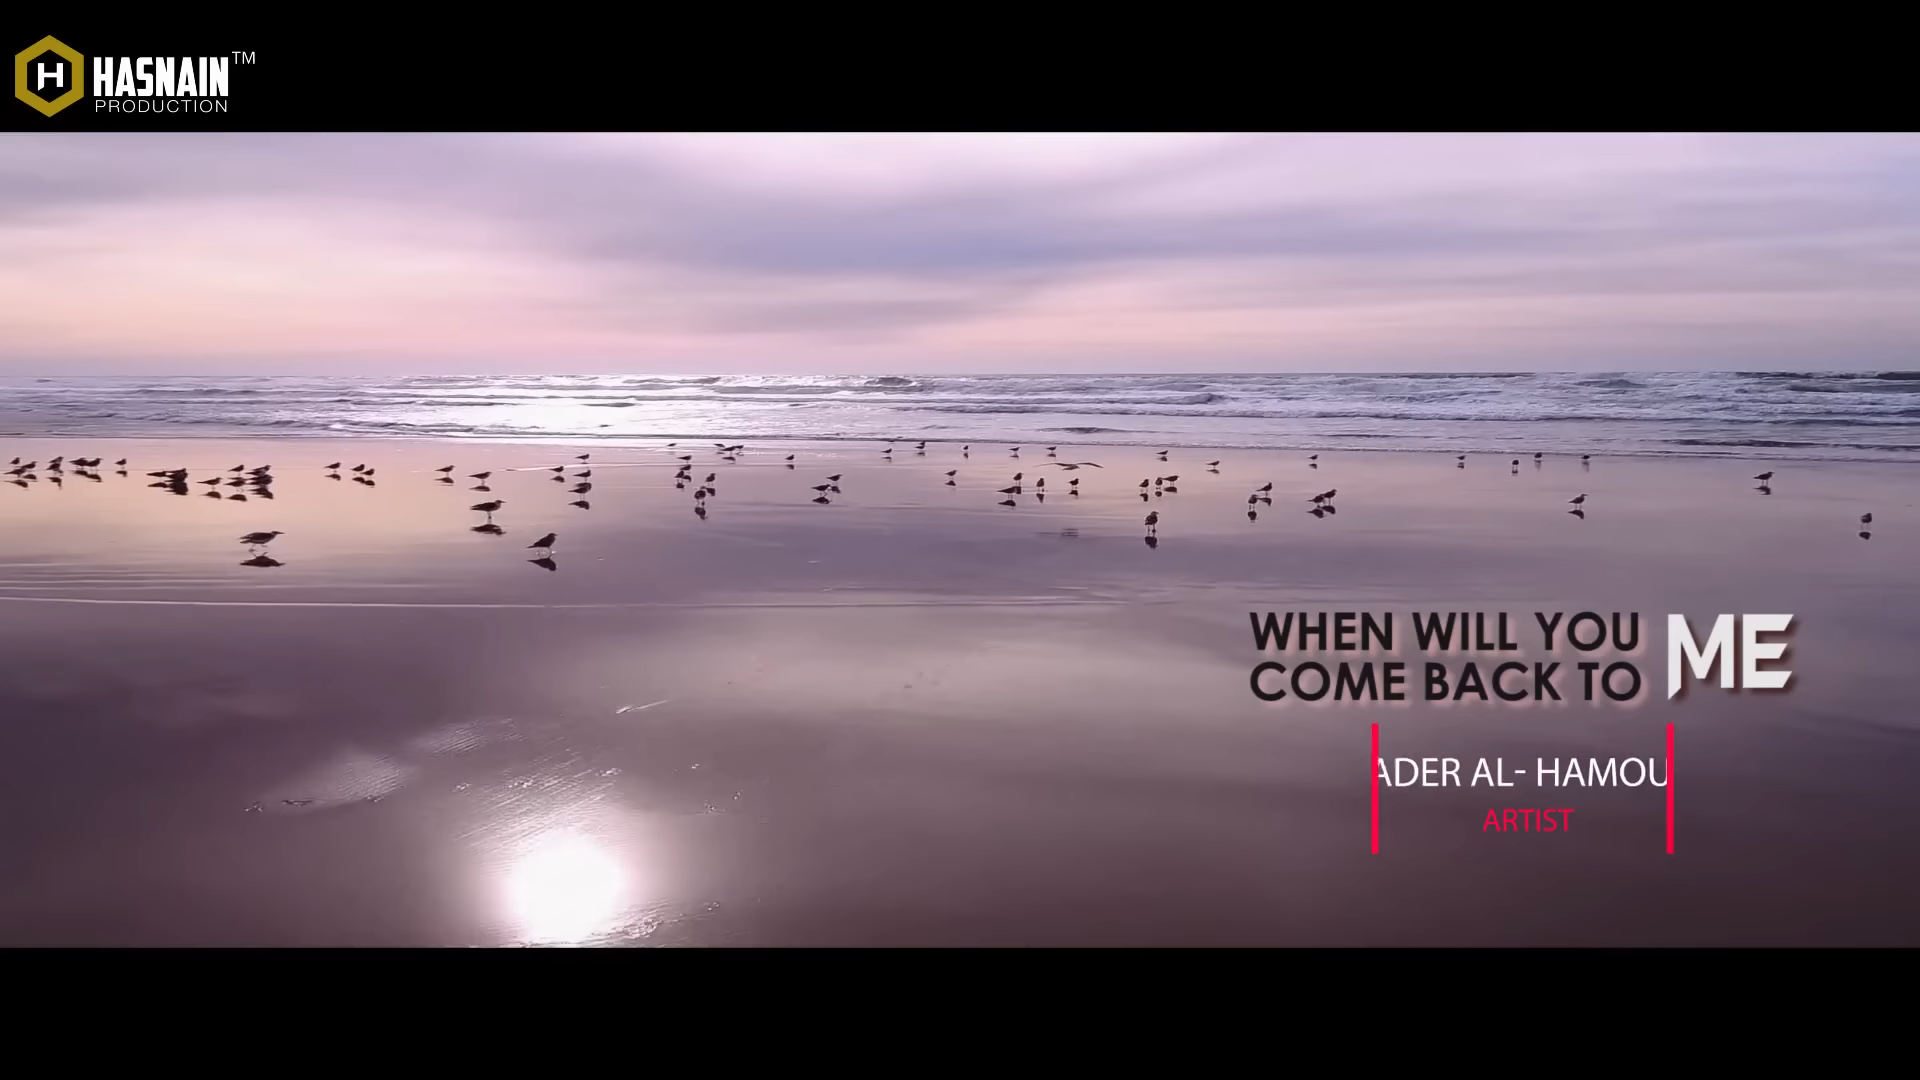 H HASNAIN™
PRODUCTION
WHEN WILL YOU ME
COME BACK TO
ADER AL- HAMOU
ARTIST